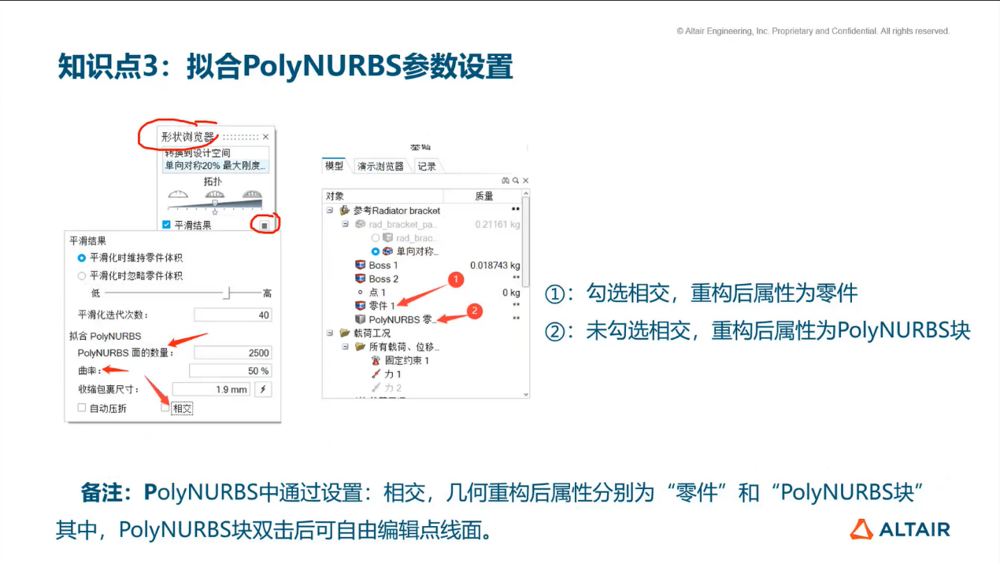 © Altair Engineering, Inc. Proprietary and Confidential. All rights reserved.
知识点3：拟合PolyNURBS参数设置
形状浏览器
转换到设计空间
单向对称20% 最大刚度...
拓扑
平滑结果
平滑结果
平滑化时维持零件体积
平滑化时忽略零件体积
低 高
平滑化迭代次数： 40
拟合 PolyNURBS
PolyNURBS 面的数量： 2500
曲率： 50 %
收缩包裹尺寸： 1.9 mm
自动压折 相交
基础
模型 演示浏览器 记录
对象 质量
参考Radiator bracket **
rad_bracket_pa... 0.21161 kg
rad_brac...
单向对称...
Boss 1 0.018743 kg
Boss 2 **
点 1 0 kg
零件 1 **
PolyNURBS 零... **
载荷工况
所有载荷、位移...
固定约束 1
力 1
力 2
1
2
①：勾选相交，重构后属性为零件
②：未勾选相交，重构后属性为PolyNURBS块
备注：PolyNURBS中通过设置：相交，几何重构后属性分别为“零件”和“PolyNURBS块”
其中，PolyNURBS块双击后可自由编辑点线面。
ALTAIR